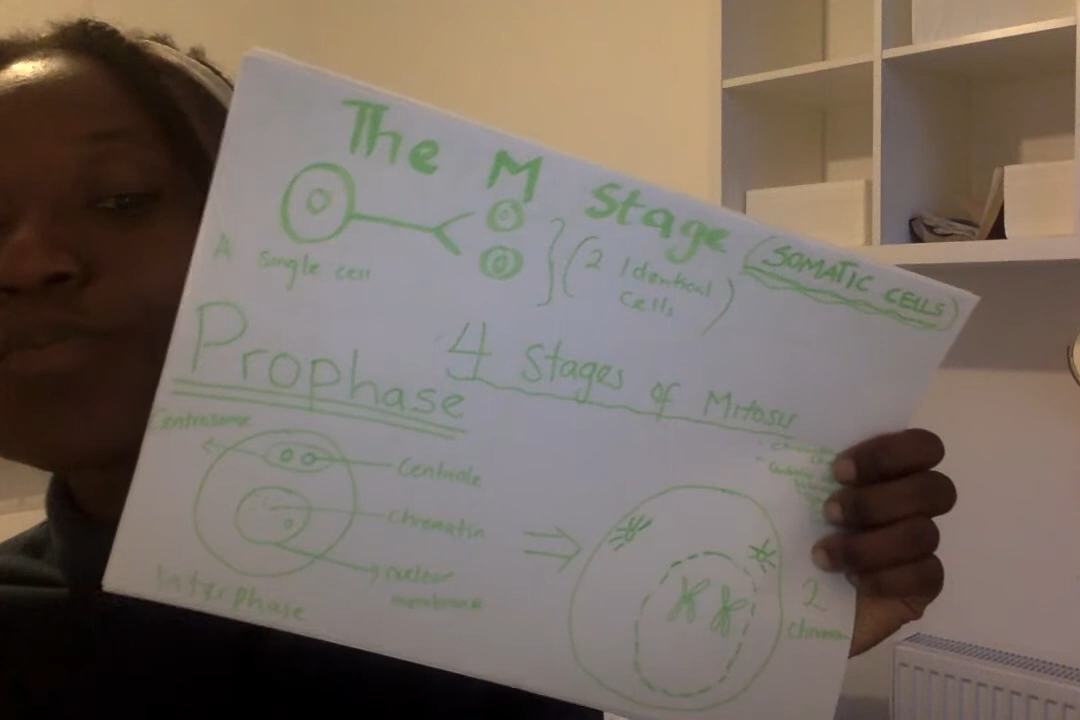 The M Stage (SOMATIC CELLS)
A single cell
(2 Identical
Cells)
4 Stages of Mitosis
Prophase
Centrosome
Centriole
Chromatin
nuclear
membrane
Interphase
2